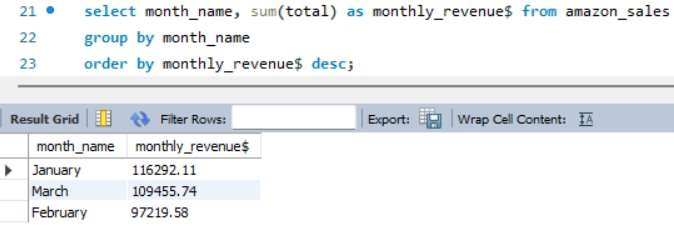 21 select month_name, sum(total) as monthly_revenue$ from amazon_sales
22 group by month_name
23 order by monthly_revenue$ desc;
Result Grid Filter Rows: Export: Wrap Cell Content: IA
month_name monthly_revenue$
January 116292.11
March 109455.74
February 97219.58